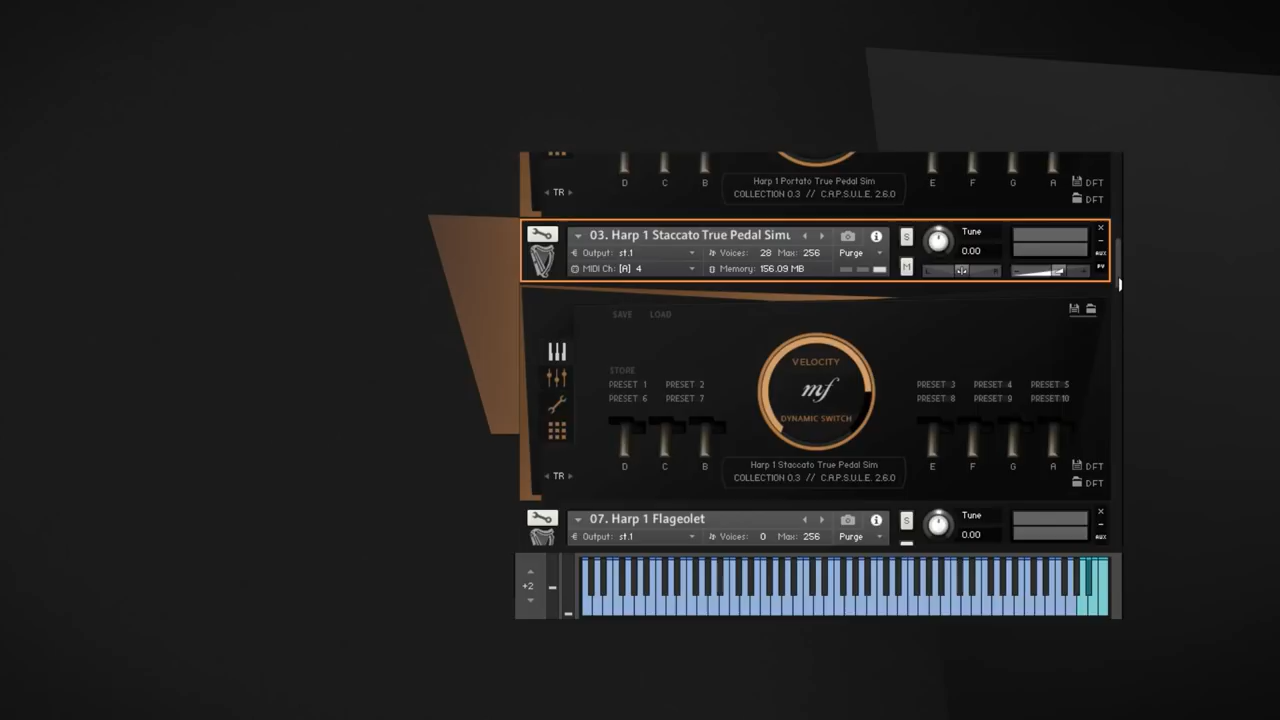 D C B E F G A
TR
Harp 1 Portato True Pedal Sim
COLLECTION 0.3 // C.A.P.S.U.L.E. 2.6.0
DFT
DFT
03. Harp 1 Staccato True Pedal Simu
Output: st.1 Voices: 28 Max: 256 Purge
MIDI Ch: [A] 4 Memory: 156.09 MB
S
M
Tune
0.00
L R
AUX
PV
SAVE LOAD
STORE
PRESET 1 PRESET 2
PRESET 6 PRESET 7
VELOCITY
mf
DYNAMIC SWITCH
PRESET 3 PRESET 4 PRESET 5
PRESET 8 PRESET 9 PRESET 10
D C B E F G A
TR
Harp 1 Staccato True Pedal Sim
COLLECTION 0.3 // C.A.P.S.U.L.E. 2.6.0
DFT
DFT
07. Harp 1 Flageolet
Output: st.1 Voices: 0 Max: 256 Purge
S
Tune
0.00
AUX
+2